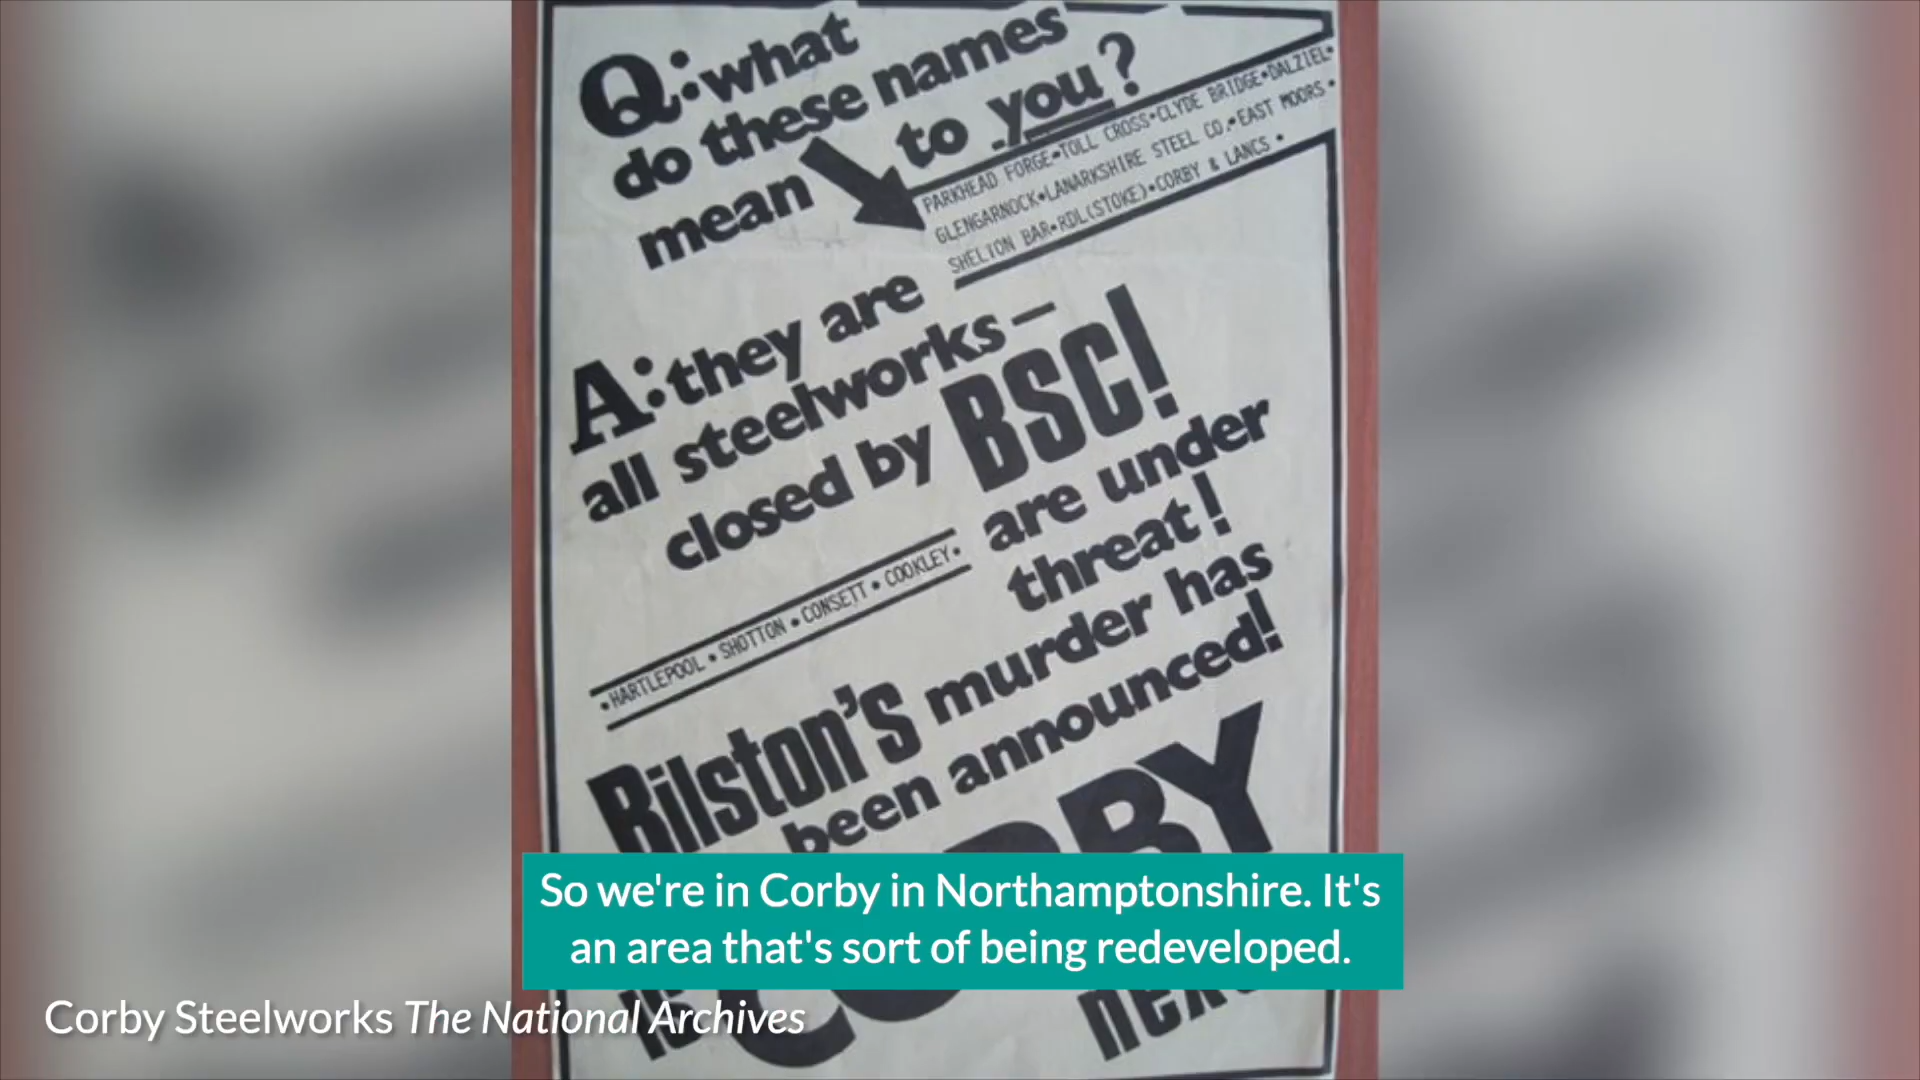 Q: what
do these names
mean to you?
PARKHEAD FORGE•TOLL CROSS•CLYDE BRIDGE•DALZIEL•
GLENGARNOCK•LANARKSHIRE STEEL CO.•EAST MOORS•
SHELTON BAR•RDL(STOKE)•CORBY & LANCS•
A: they are
all steelworks —
closed by BSC!
•HARTLEPOOL•SHOTTON•CONSETT•COOKLEY•
are under
threat!
Bilston's murder has
been announced!
is CORBY
next
So we're in Corby in Northamptonshire. It's
an area that's sort of being redeveloped.
Corby Steelworks The National Archives